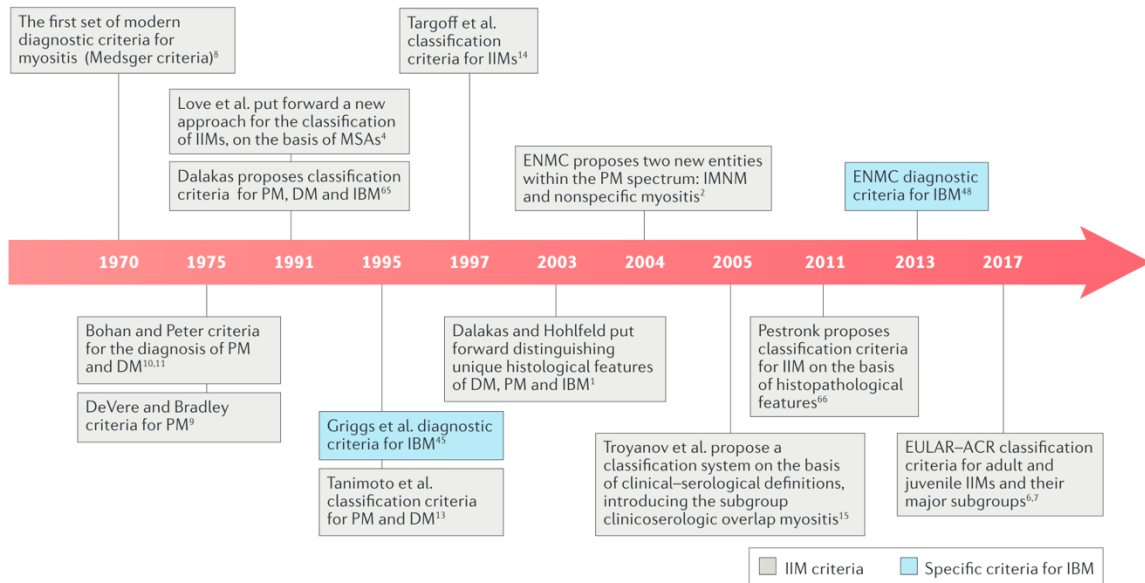 The first set of modern
diagnostic criteria for
myositis (Medsger criteria)⁸
Targoff et al.
classification
criteria for IIMs¹⁴
Love et al. put forward a new
approach for the classification
of IIMs, on the basis of MSAs⁴
Dalakas proposes classification
criteria for PM, DM and IBM⁶⁵
ENMC proposes two new entities
within the PM spectrum: IMNM
and nonspecific myositis²
ENMC diagnostic
criteria for IBM⁴⁸
1970 1975 1991 1995 1997 2003 2004 2005 2011 2013 2017
Bohan and Peter criteria
for the diagnosis of PM
and DM¹⁰,¹¹
DeVere and Bradley
criteria for PM⁹
Griggs et al. diagnostic
criteria for IBM⁴⁵
Tanimoto et al.
classification criteria
for PM and DM¹³
Dalakas and Hohlfeld put
forward distinguishing
unique histological features
of DM, PM and IBM¹
Troyanov et al. propose a
classification system on the basis
of clinical–serological definitions,
introducing the subgroup
clinicoserologic overlap myositis¹⁵
Pestronk proposes
classification criteria
for IIM on the basis
of histopathological
features⁶⁶
EULAR–ACR classification
criteria for adult and
juvenile IIMs and their
major subgroups⁶,⁷
IIM criteria
Specific criteria for IBM